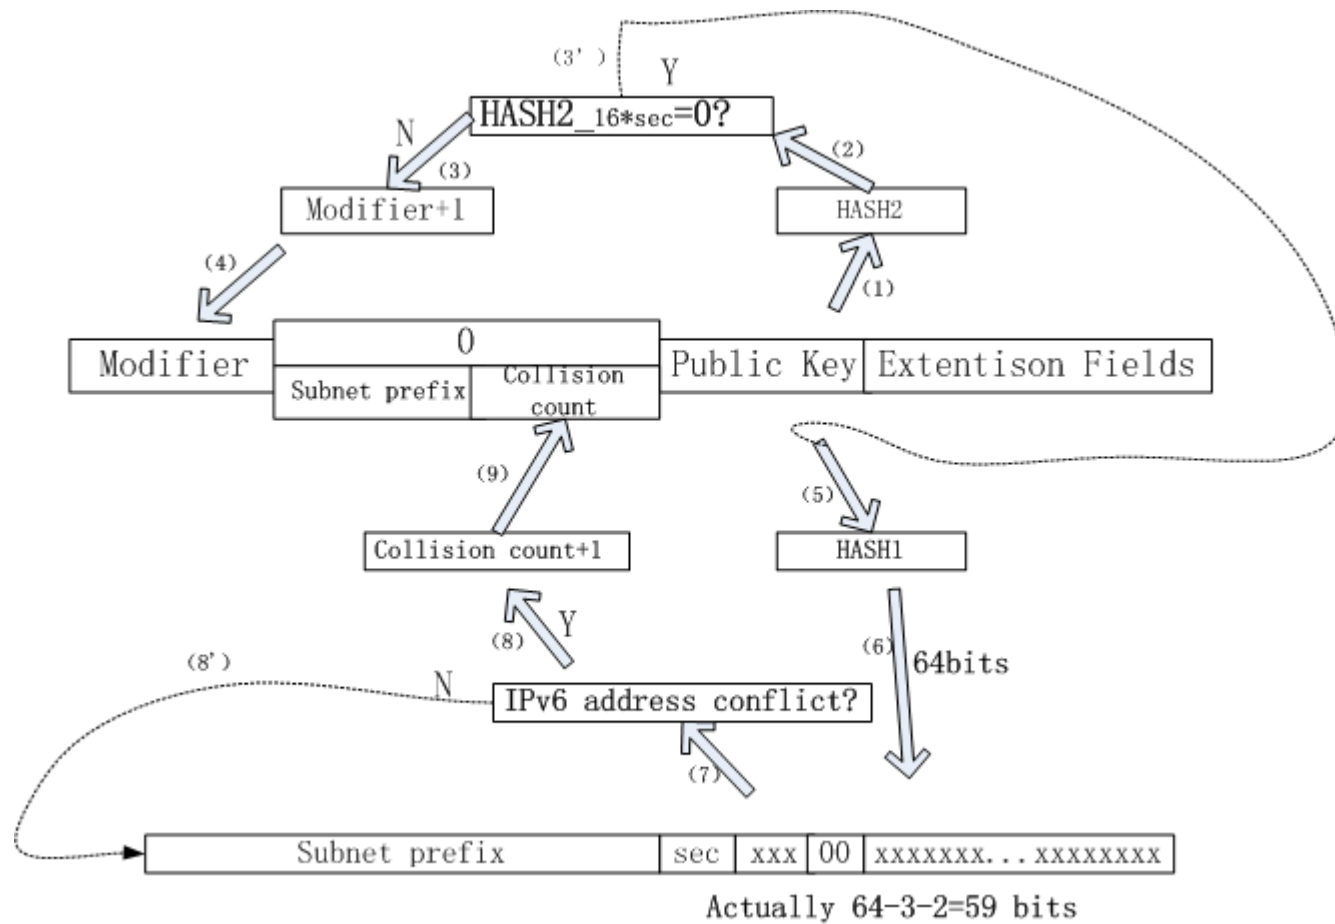 (3' )
Y
HASH2_16*sec=0?
N
(2)
(3)
Modifier+1
HASH2
(4)
(1)
0
Modifier
Public Key
Extentison Fields
Subnet prefix
Collision
count
(9)
(5)
Collision count+1
HASH1
(8)
Y
(6)
64bits
(8')
N
IPv6 address conflict?
(7)
Subnet prefix
sec
xxx
00
xxxxxxx...xxxxxxxx
Actually 64-3-2=59 bits